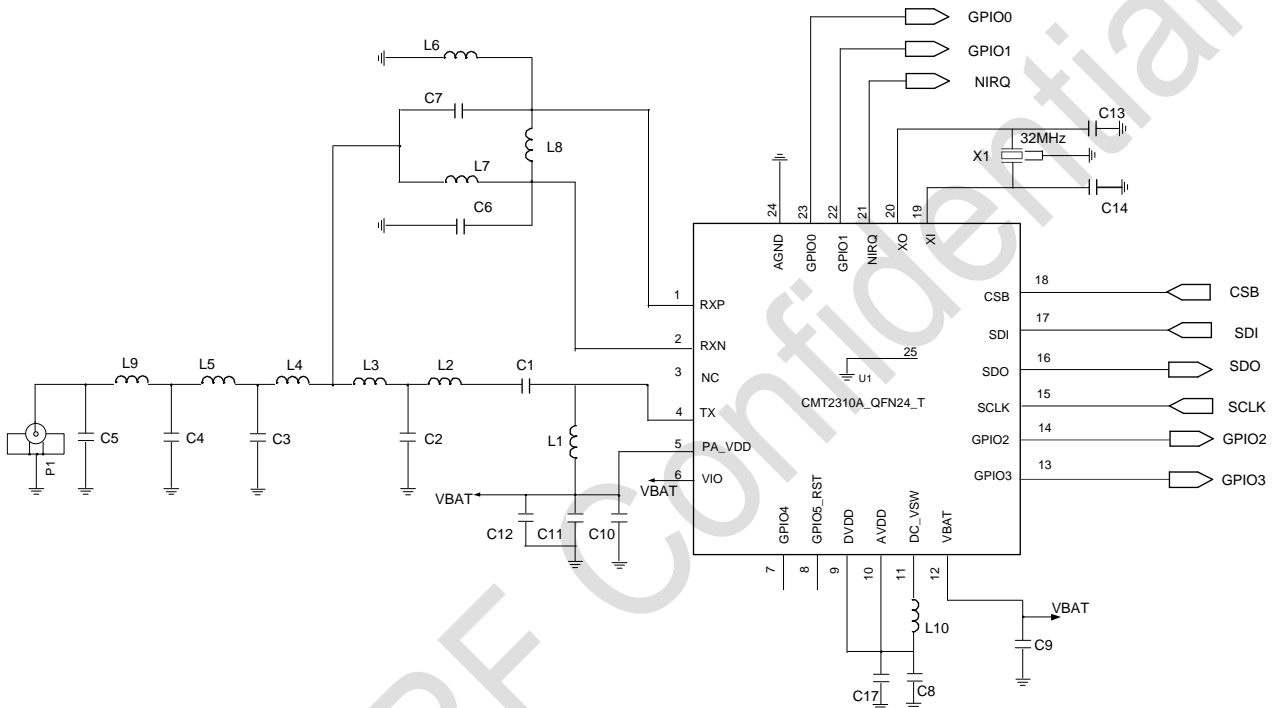 GPIO0
L6
GPIO1
C7
NIRQ
C13
32MHz
L8
X1
L7
C14
C6
24
23
22
21
20
19
AGND
GPIO0
GPIO1
NIRQ
XO
XI
1
RXP
18
CSB
CSB
17
SDI
SDI
2
RXN
16
SDO
SDO
25
U1
CMT2310A_QFN24_T
3
NC
15
SCLK
SCLK
L9
L5
L4
L3
L2
C1
4
TX
14
GPIO2
GPIO2
C5
C4
C3
C2
L1
5
PA_VDD
P1
6
VIO
13
GPIO3
GPIO3
VBAT
VBAT
C12
C11
C10
GPIO4
GPIO5_RST
DVDD
AVDD
DC_VSW
VBAT
7
8
9
10
11
12
VBAT
L10
C9
C17
C8
RF Confidential